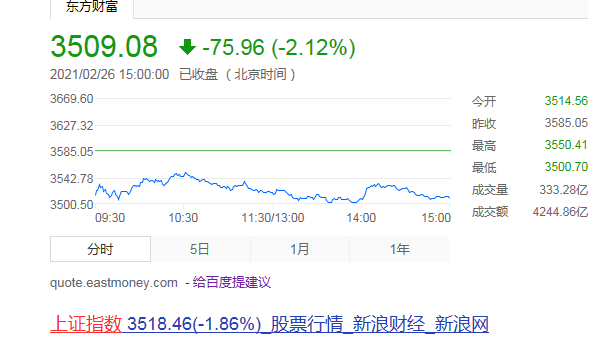 东方财富
3509.08 -75.96 (-2.12%)
2021/02/26 15:00:00 已收盘 （北京时间）
3669.60
3627.32
3585.05
3542.78
3500.50
09:30 10:30 11:30/13:00 14:00 15:00
今开 3514.56
昨收 3585.05
最高 3550.41
最低 3500.70
成交量 333.28亿
成交额 4244.86亿
分时 5日 1月 1年
quote.eastmoney.com - 给百度提建议
上证指数 3518.46(-1.86%)_股票行情_新浪财经_新浪网